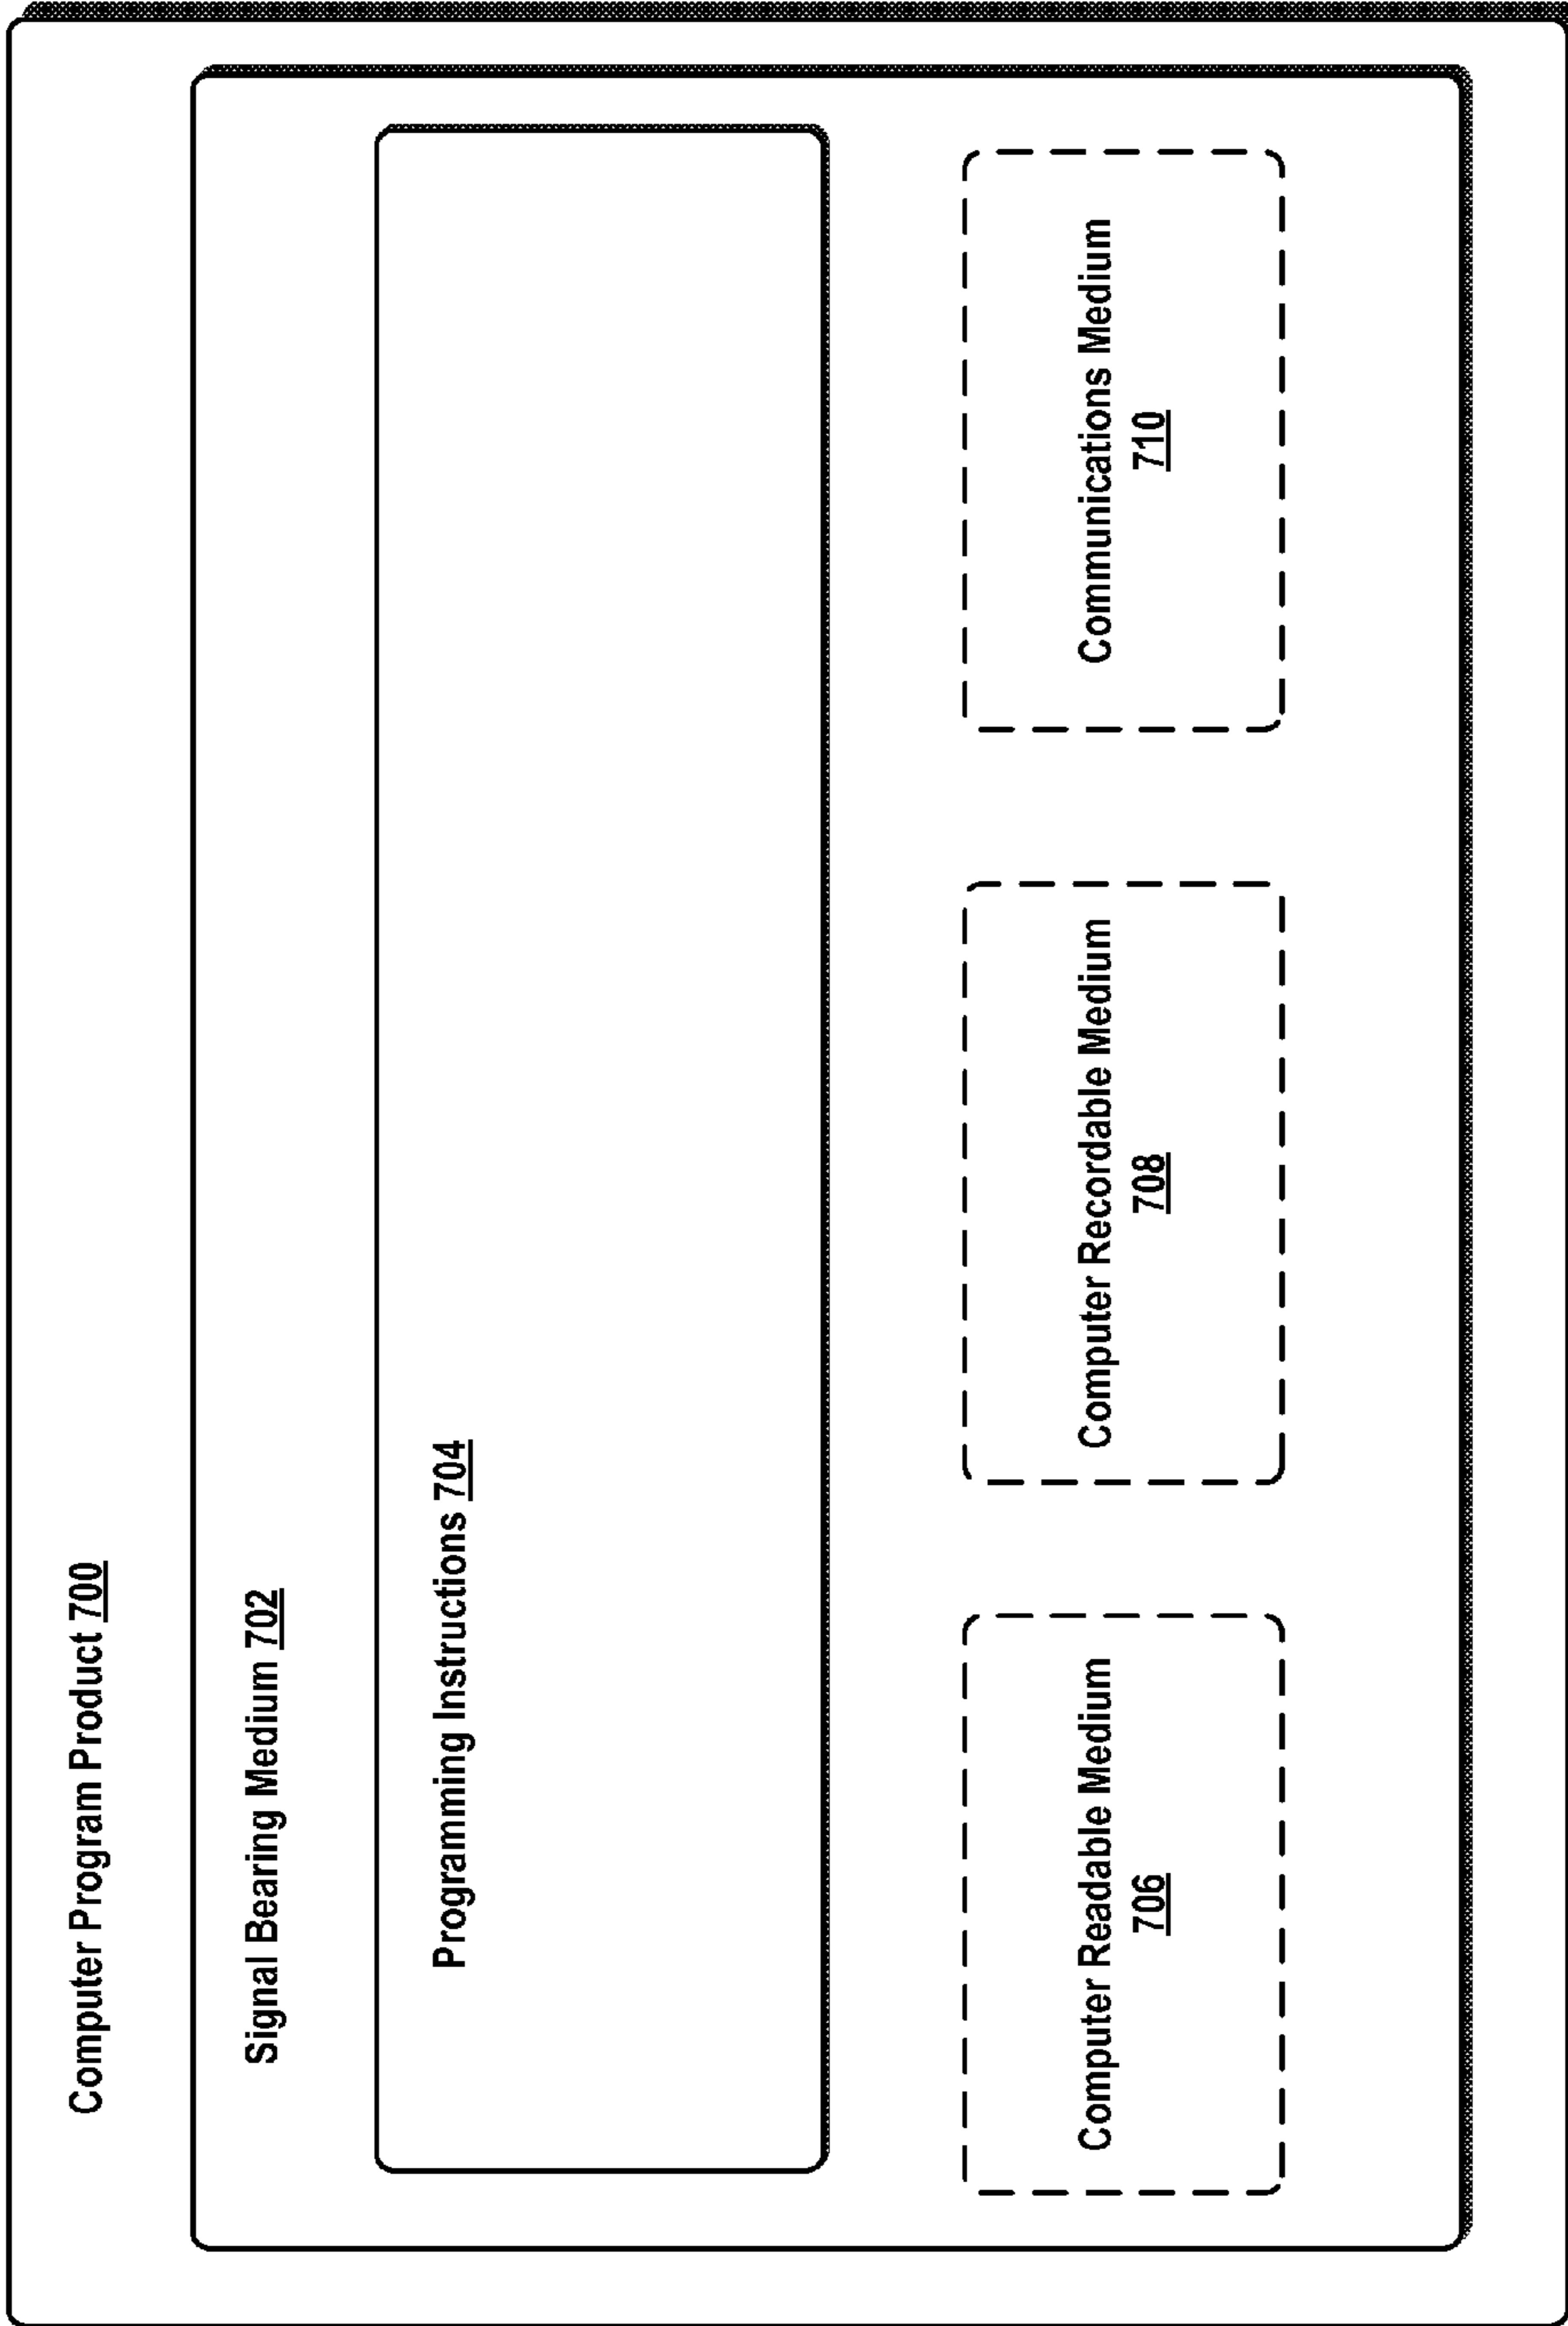 Computer Program Product 700
Signal Bearing Medium 702
Programming Instructions 704
Computer Readable Medium
706
Computer Recordable Medium
708
Communications Medium
710